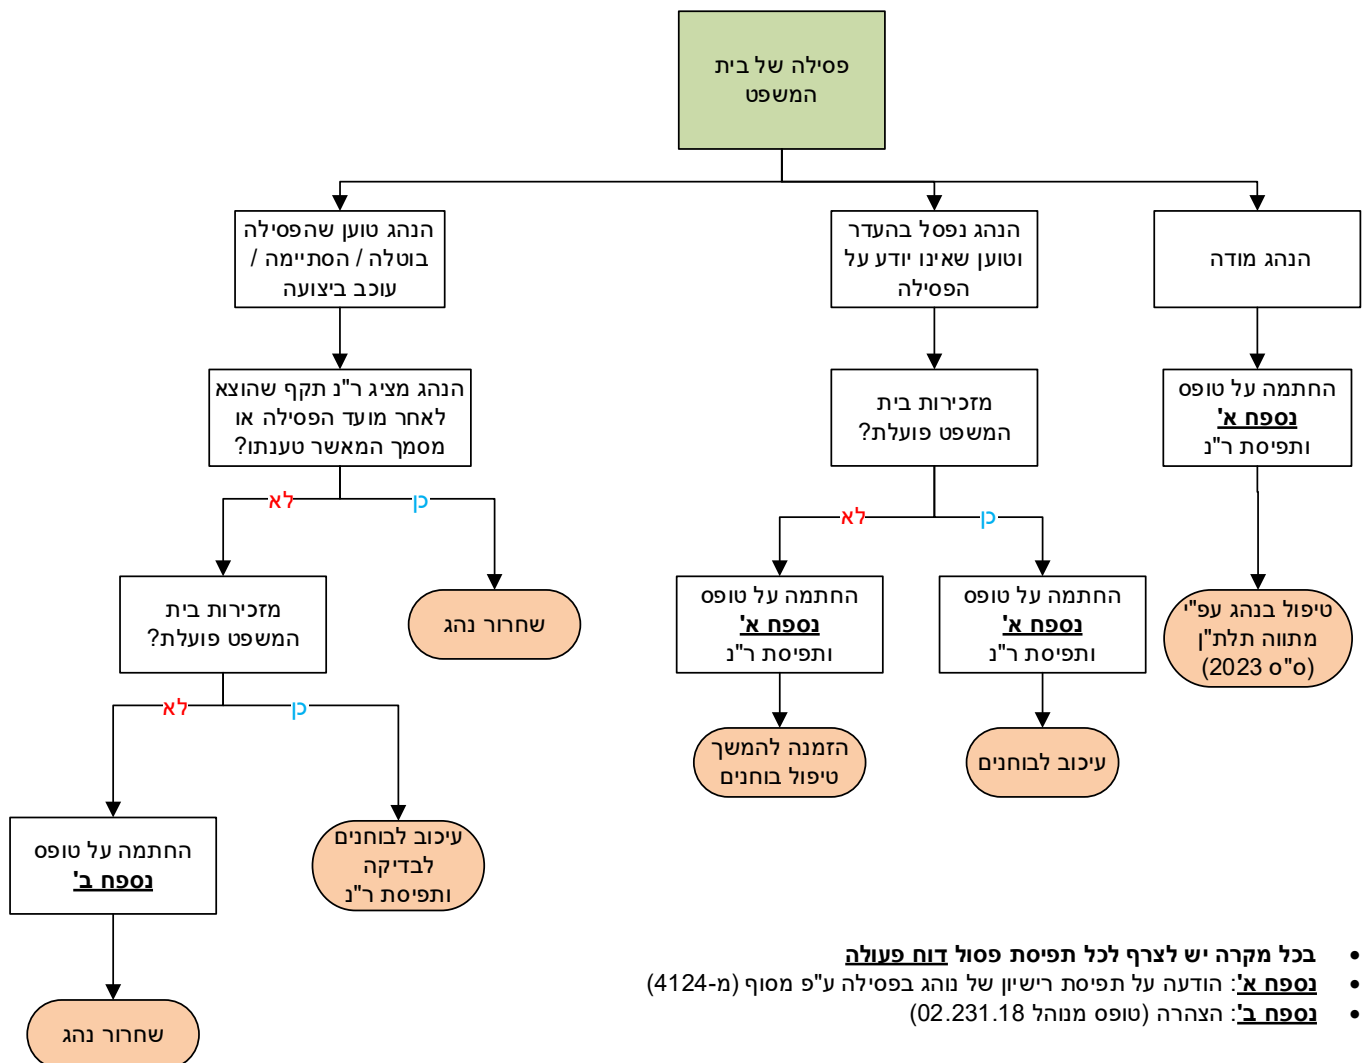 פסילה של בית
המשפט
הנהג מודה
הנהג נפסל בהעדר
וטוען שאינו יודע על
הפסילה
הנהג טוען שהפסילה
בוטלה / הסתיימה /
עוכב ביצועה
החתמה על טופס
נספח א'
ותפיסת ר"נ
מזכירות בית
המשפט פועלת?
הנהג מציג ר"נ תקף שהוצא
לאחר מועד הפסילה או
מסמך המאשר טענתו?
כן
לא
כן
לא
טיפול בנהג עפ"י
מתווה תלת"ן
(ס"ס 2023)
החתמה על טופס
נספח א'
ותפיסת ר"נ
החתמה על טופס
נספח א'
ותפיסת ר"נ
שחרור נהג
מזכירות בית
המשפט פועלת?
כן
לא
עיכוב לבוחנים
הזמנה להמשך
טיפול בוחנים
עיכוב לבוחנים
לבדיקה
ותפיסת ר"נ
החתמה על טופס
נספח ב'
שחרור נהג
• בכל מקרה יש לצרף לכל תפיסת פסול דוח פעולה
• נספח א': הודעה על תפיסת רישיון של נוהג בפסילה ע"פ מסוף (מ-4124)
• נספח ב': הצהרה (טופס מנוהל 02.231.18)